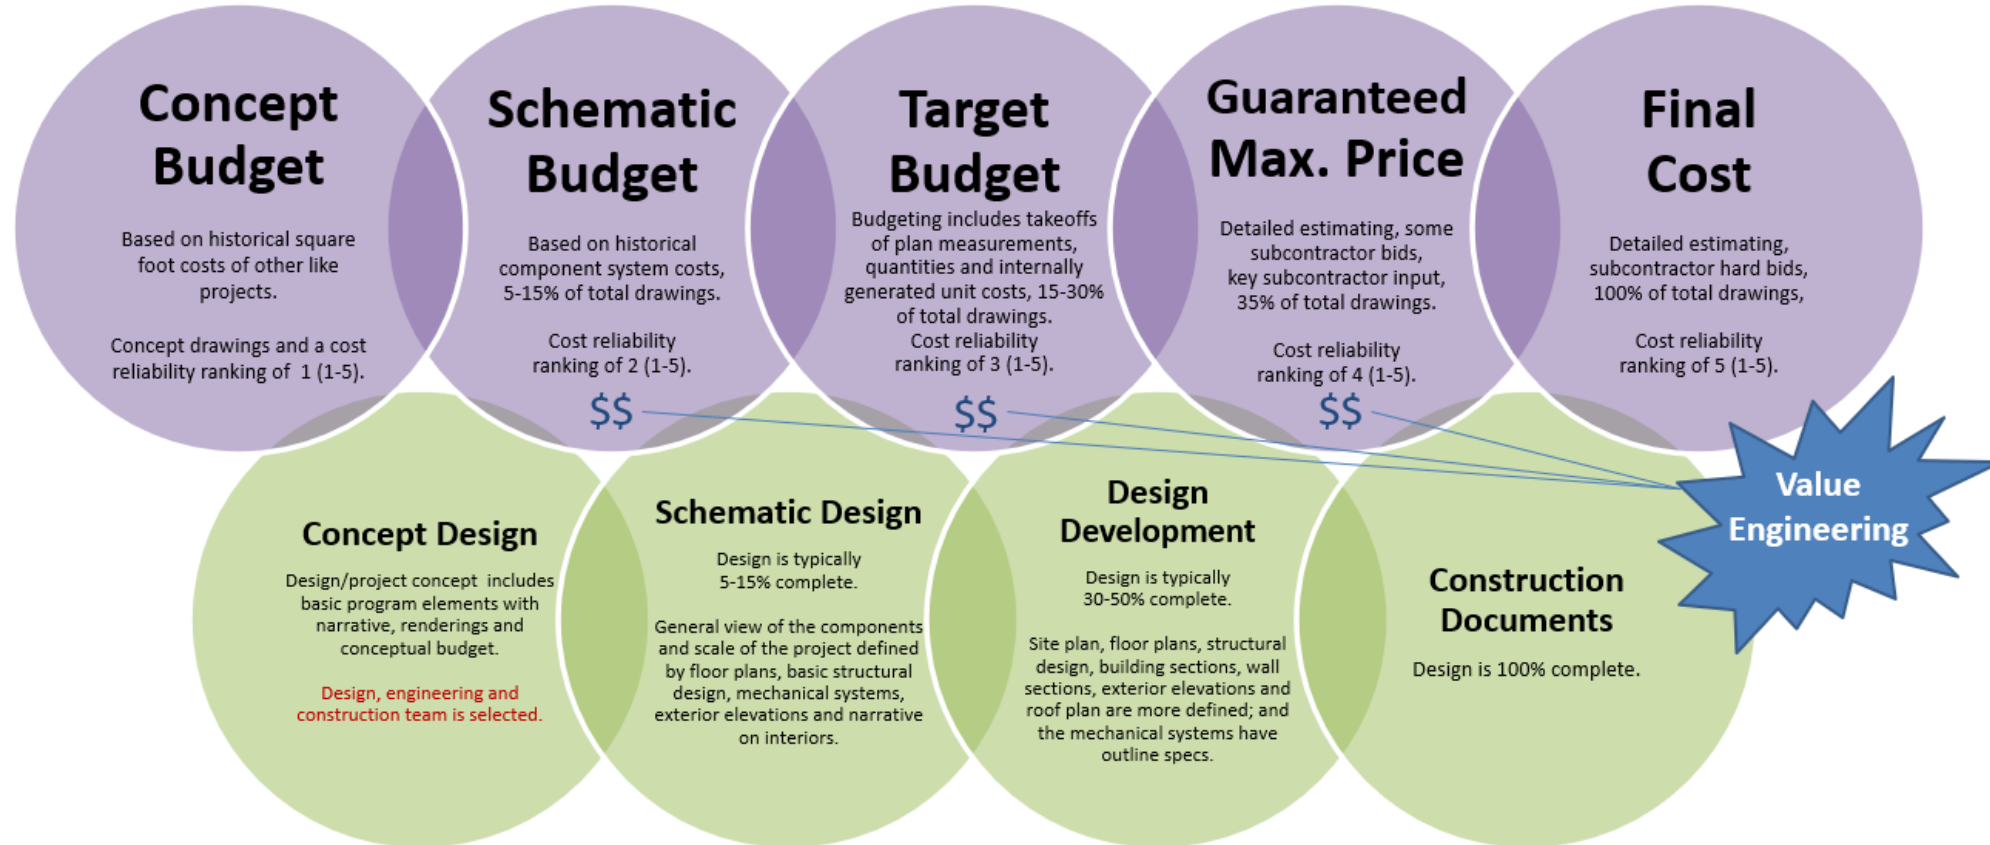 Concept
Budget
Based on historical square
foot costs of other like
projects.
Concept drawings and a cost
reliability ranking of 1 (1-5).
Schematic
Budget
Based on historical
component system costs,
5-15% of total drawings.
Cost reliability
ranking of 2 (1-5).
$$
Target
Budget
Budgeting includes takeoffs
of plan measurements,
quantities and internally
generated unit costs, 15-30%
of total drawings.
Cost reliability
ranking of 3 (1-5).
$$
Guaranteed
Max. Price
Detailed estimating, some
subcontractor bids,
key subcontractor input,
35% of total drawings.
Cost reliability
ranking of 4 (1-5).
$$
Final
Cost
Detailed estimating,
subcontractor hard bids,
100% of total drawings,
Cost reliability
ranking of 5 (1-5).
Value
Engineering
Concept Design
Design/project concept includes
basic program elements with
narrative, renderings and
conceptual budget.
Design, engineering and
construction team is selected.
Schematic Design
Design is typically
5-15% complete.
General view of the components
and scale of the project defined
by floor plans, basic structural
design, mechanical systems,
exterior elevations and narrative
on interiors.
Design
Development
Design is typically
30-50% complete.
Site plan, floor plans, structural
design, building sections, wall
sections, exterior elevations and
roof plan are more defined; and
the mechanical systems have
outline specs.
Construction
Documents
Design is 100% complete.